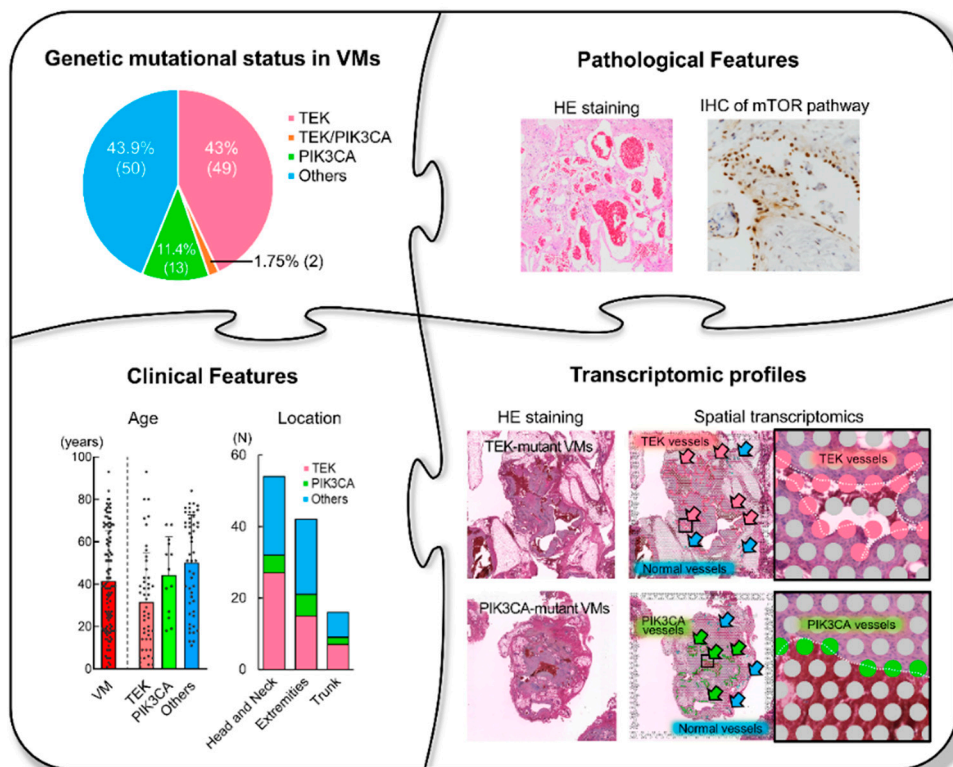 Genetic mutational status in VMs
43.9%
(50)
43%
(49)
11.4%
(13)
1.75% (2)
TEK
TEK/PIK3CA
PIK3CA
Others
Pathological Features
HE staining
IHC of mTOR pathway
Clinical Features
Age
(years)
100
80
60
40
20
0
VM
TEK
PIK3CA
Others
Location
(N)
60
40
20
0
TEK
PIK3CA
Others
Head and Neck
Extremities
Trunk
Transcriptomic profiles
HE staining
Spatial transcriptomics
TEK-mutant VMs
TEK vessels
Normal vessels
TEK vessels
PIK3CA-mutant VMs
PIK3CA
vessels
Normal vessels
PIK3CA vessels